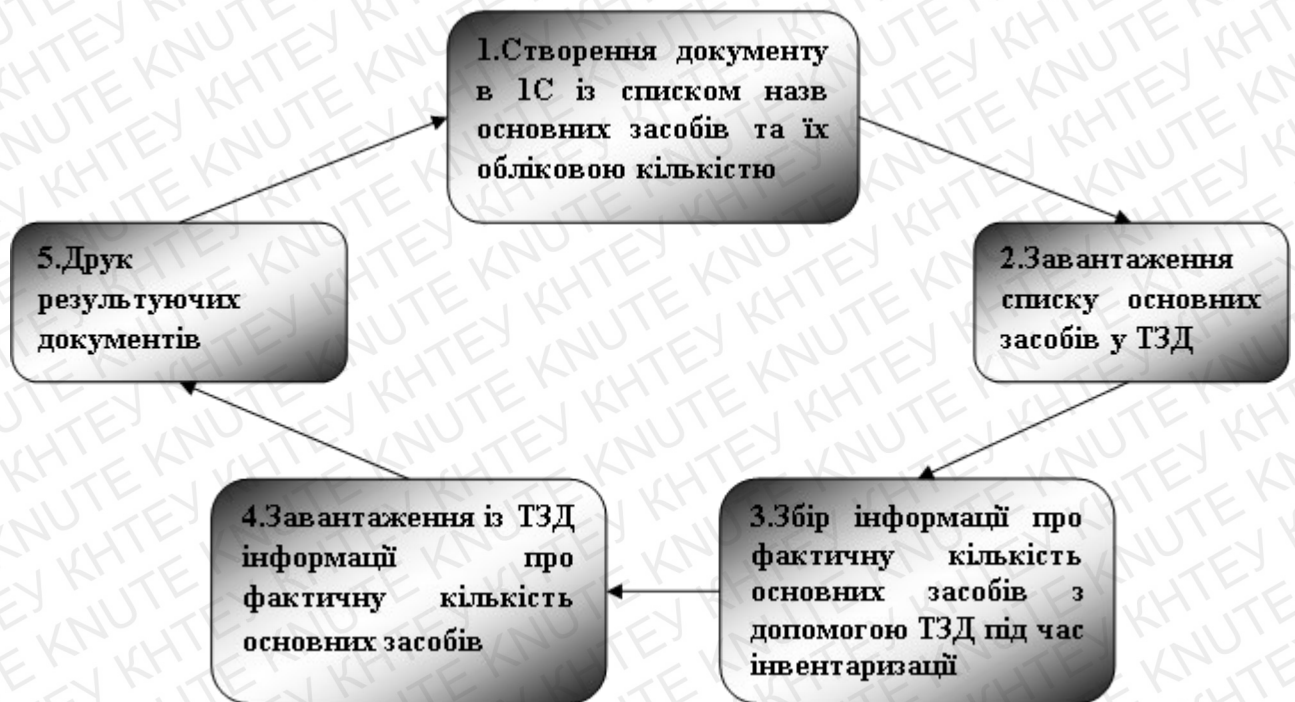 1.Створення документу
в 1С із списком назв
основних засобів та їх
обліковою кількістю
5.Друк
результуючих
документів
2.Завантаження
списку основних
засобів у ТЗД
4.Завантаження із ТЗД
інформації про
фактичну кількість
основних засобів
3.Збір інформації про
фактичну кількість
основних засобів з
допомогою ТЗД під час
інвентаризації